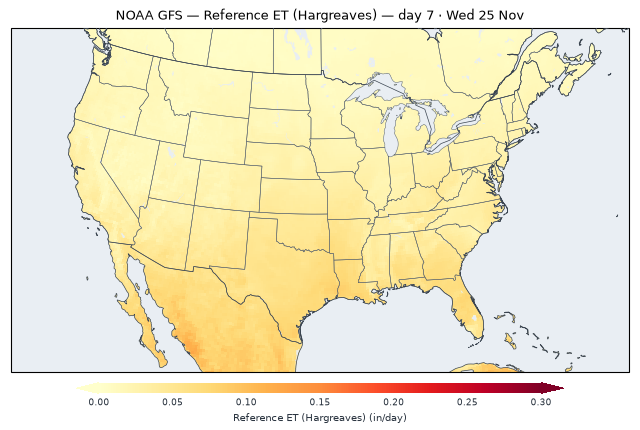 NOAA GFS — Reference ET (Hargreaves) — day 7 · Wed 25 Nov
0.00 0.05 0.10 0.15 0.20 0.25 0.30
Reference ET (Hargreaves) (in/day)